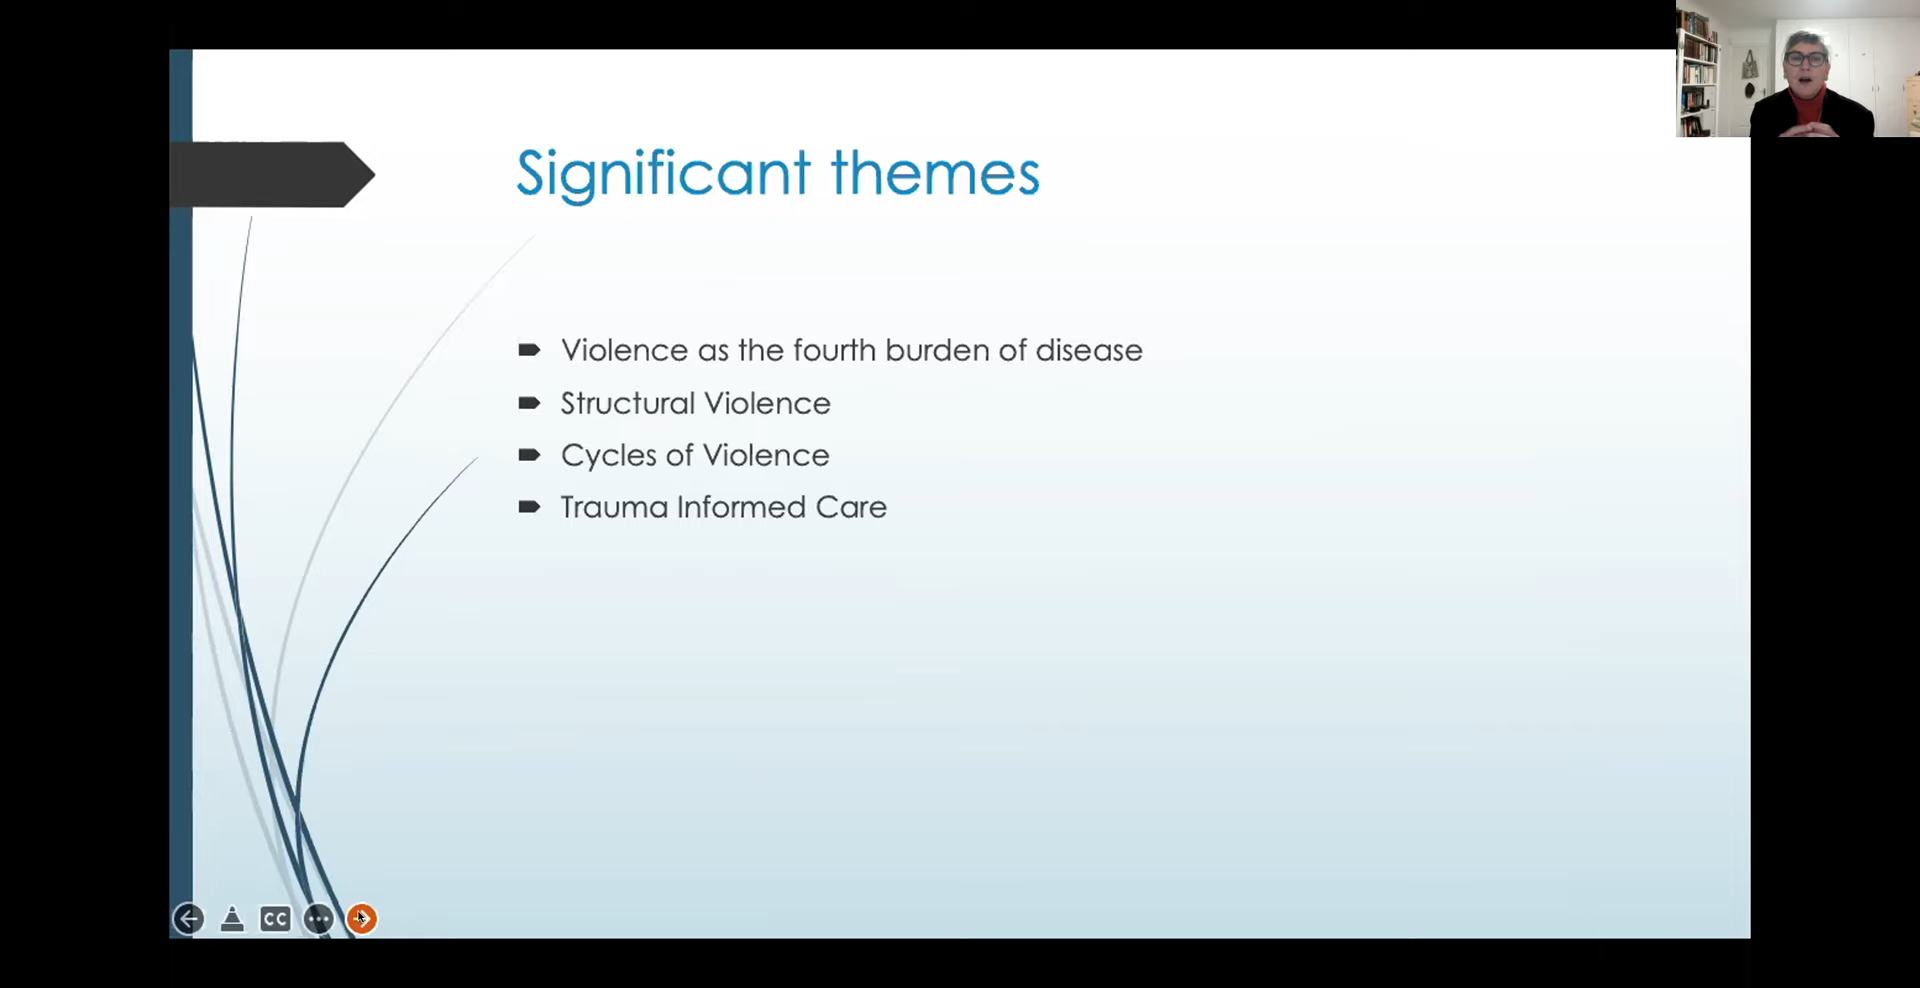 Significant themes
Violence as the fourth burden of disease
Structural Violence
Cycles of Violence
Trauma Informed Care
CC